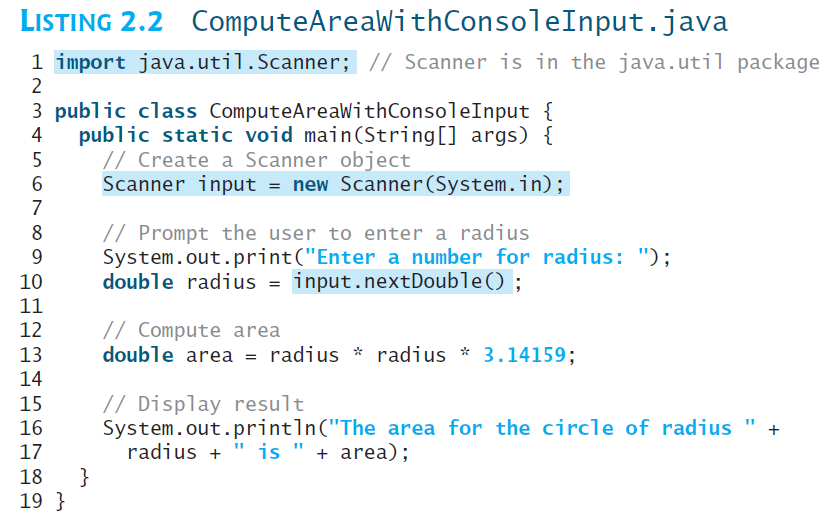 LISTING 2.2 ComputeAreaWithConsoleInput.java
1 import java.util.Scanner; // Scanner is in the java.util package
2
3 public class ComputeAreaWithConsoleInput {
4   public static void main(String[] args) {
5     // Create a Scanner object
6     Scanner input = new Scanner(System.in);
7
8     // Prompt the user to enter a radius
9     System.out.print("Enter a number for radius: ");
10     double radius = input.nextDouble();
11
12     // Compute area
13     double area = radius * radius * 3.14159;
14
15     // Display result
16     System.out.println("The area for the circle of radius " +
17       radius + " is " + area);
18   }
19 }